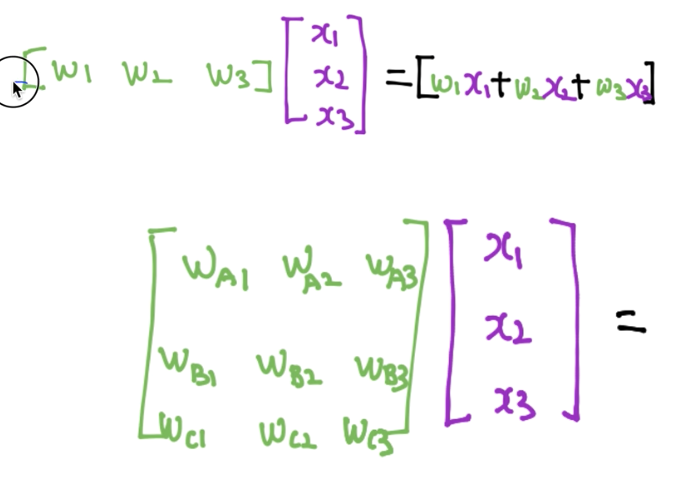 [w1 w2 w3] [x1 x2 x3] = [w1x1 + w2x2 + w3x3]
[wA1 wA2 wA3 [x1
wB1 wB2 wB3 x2 =
wC1 wC2 wC3] x3]